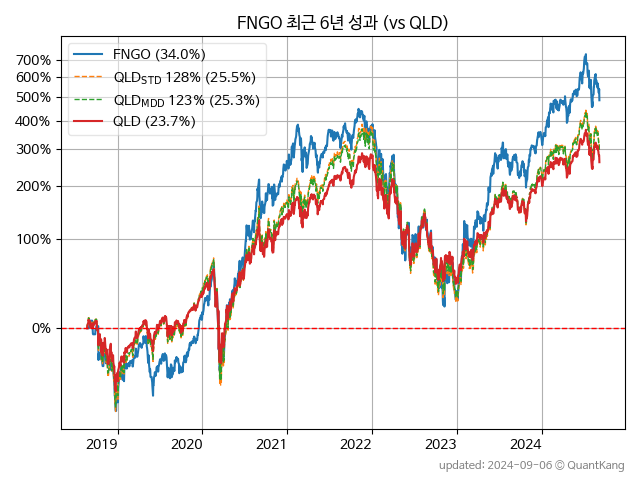 FNGO 최근 6년 성과 (vs QLD)
700%
600%
500%
400%
300%
200%
100%
0%
FNGO (34.0%)
QLD_STD 128% (25.5%)
QLD_MDD 123% (25.3%)
QLD (23.7%)
2019 2020 2021 2022 2023 2024
updated: 2024-09-06 © QuantKang